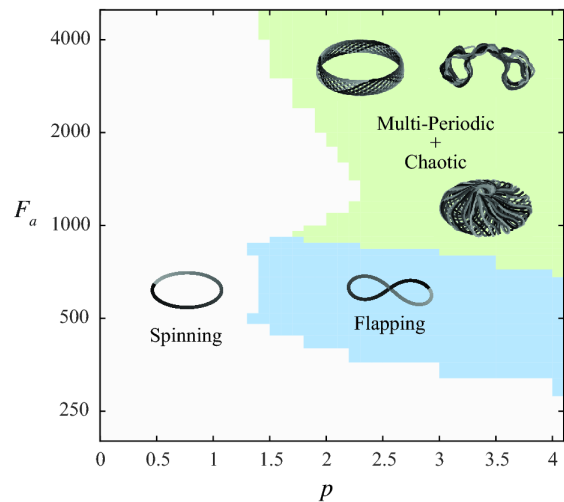 4000
2000
1000
500
250
F_a
Multi-Periodic
+
Chaotic
Spinning
Flapping
0 0.5 1 1.5 2 2.5 3 3.5 4
p